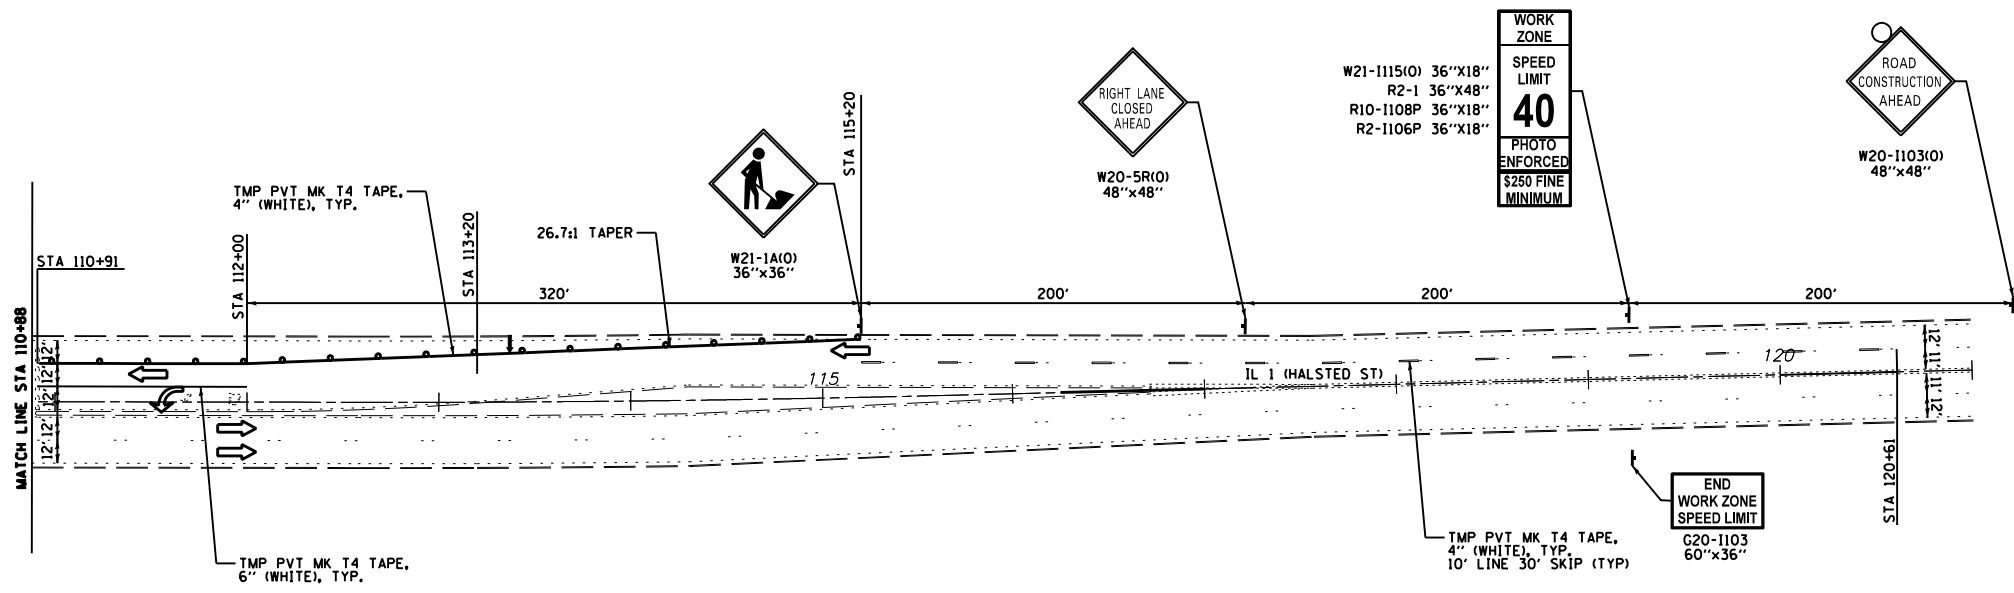 WORK
ZONE
SPEED
LIMIT
40
PHOTO
ENFORCED
$250 FINE
MINIMUM
W21-I115(O) 36''X18''
R2-1 36''X48''
R10-I108P 36''X18''
R2-I106P 36''X18''
ROAD
CONSTRUCTION
AHEAD
W20-I103(O)
48''x48''
RIGHT LANE
CLOSED
AHEAD
W20-5R(O)
48''x48''
STA 115+20
W21-1A(O)
36''x36''
TMP PVT MK T4 TAPE,
4'' (WHITE), TYP.
26.7:1 TAPER
STA 113+20
STA 112+00
STA 110+91
320'
200'
200'
200'
MATCH LINE STA 110+88
12'
12'
12'
12'
12'
115
IL 1 (HALSTED ST)
120
12'
11'
11'
12'
STA 120+61
END
WORK ZONE
SPEED LIMIT
G20-I103
60''x36''
TMP PVT MK T4 TAPE,
4'' (WHITE), TYP.
10' LINE 30' SKIP (TYP)
TMP PVT MK T4 TAPE,
6'' (WHITE), TYP.